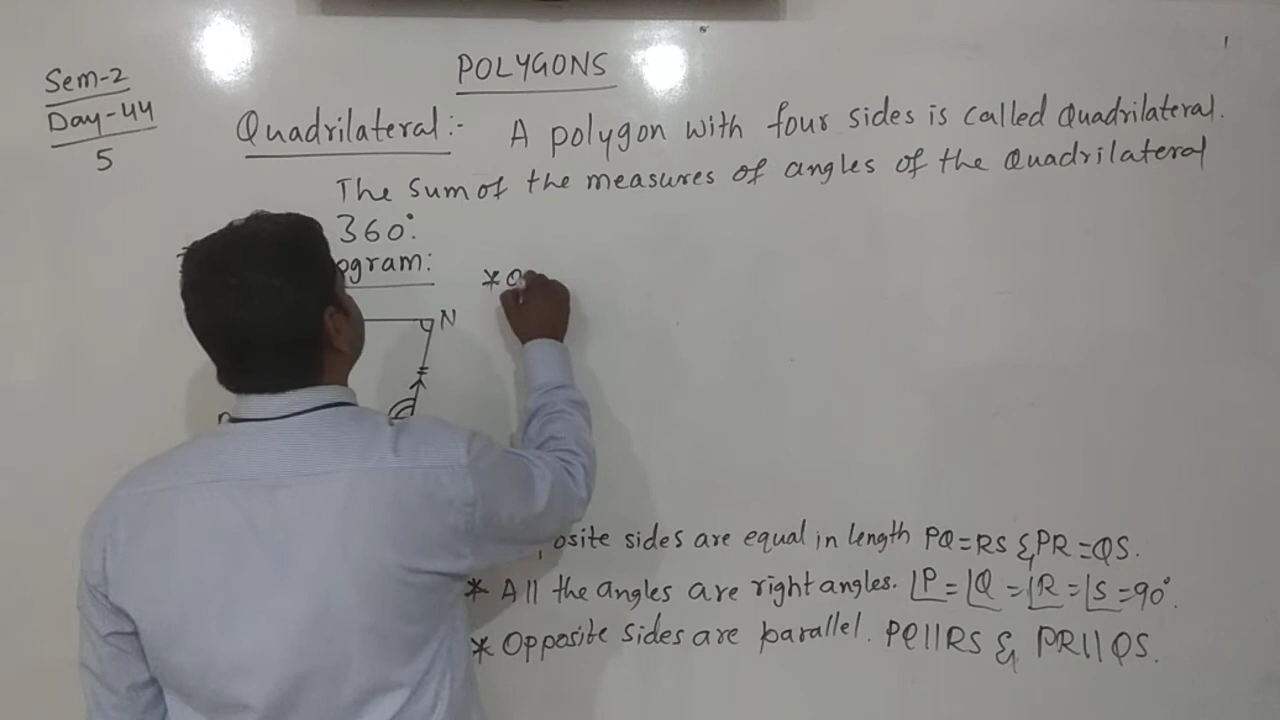 POLYGONS
Sem-2
Day-44
5
Quadrilateral:- A polygon with four sides is called Quadrilateral.
The sum of the measures of angles of the Quadrilateral
360°.
ogram:
*
N
posite sides are equal in length PQ=RS & PR=QS.
* All the angles are right angles. ∠P=∠Q=∠R=∠S=90°.
* Opposite sides are parallel. PQ||RS & PR||QS.